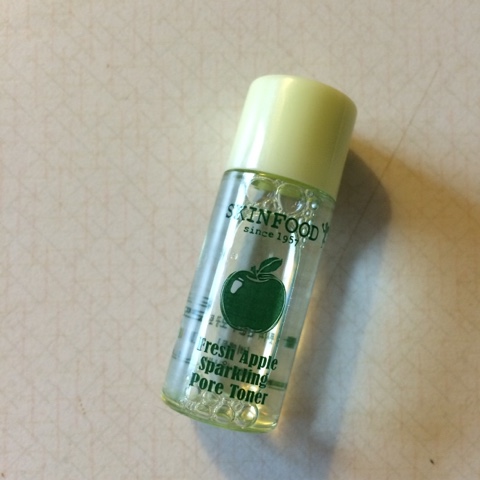 SKINFOOD
since 1957
Fresh Apple
Sparkling
Pore Toner